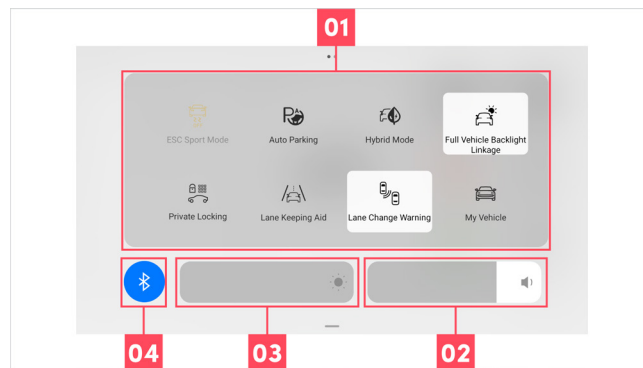 01
ESC Sport Mode
Auto Parking
Hybrid Mode
Full Vehicle Backlight
Linkage
Private Locking
Lane Keeping Aid
Lane Change Warning
My Vehicle
04
03
02